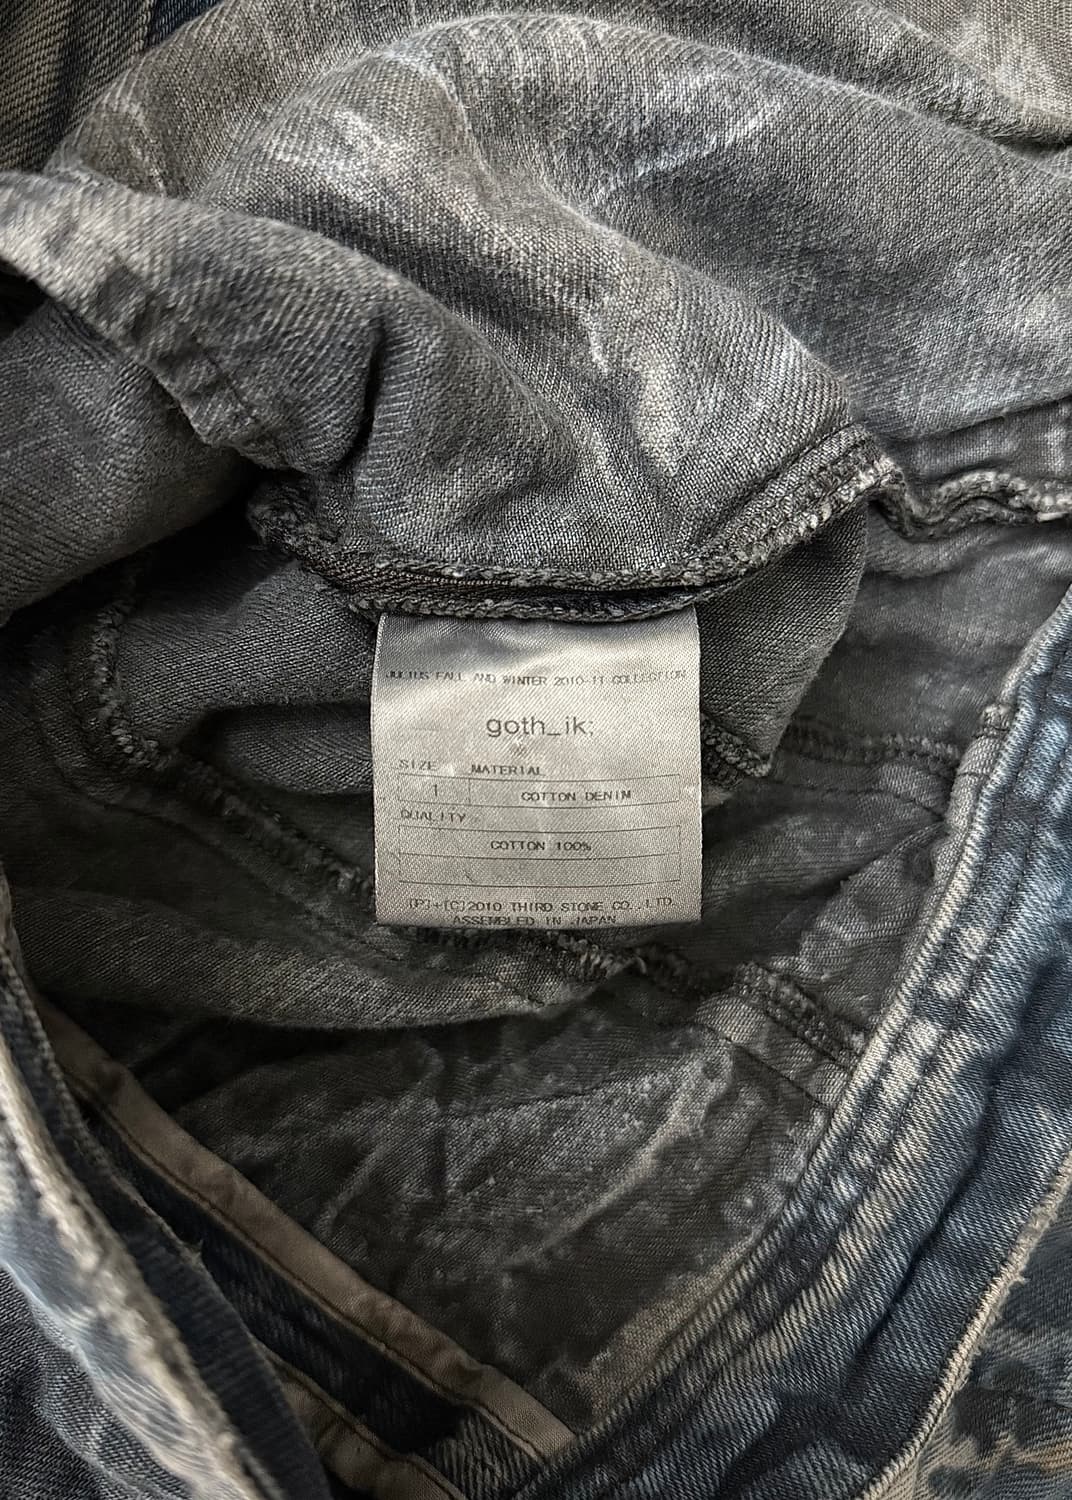 JULIUS FALL AND WINTER 2010-11 COLLECTION
goth_ik;
SIZE MATERIAL
1 COTTON DENIM
QUALITY
COTTON 100%
[P]+[C]2010 THIRD STONE CO.,LTD.
ASSEMBLED IN JAPAN